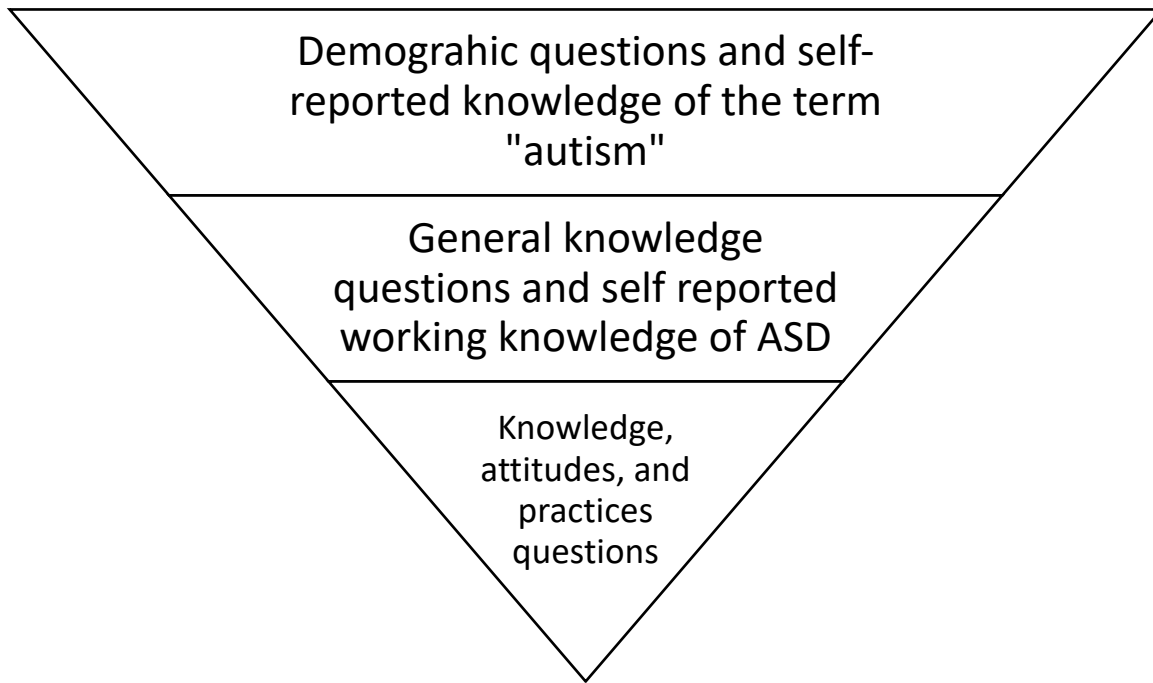 Demograhic questions and self-
reported knowledge of the term
"autism"
General knowledge
questions and self reported
working knowledge of ASD
Knowledge,
attitudes, and
practices
questions